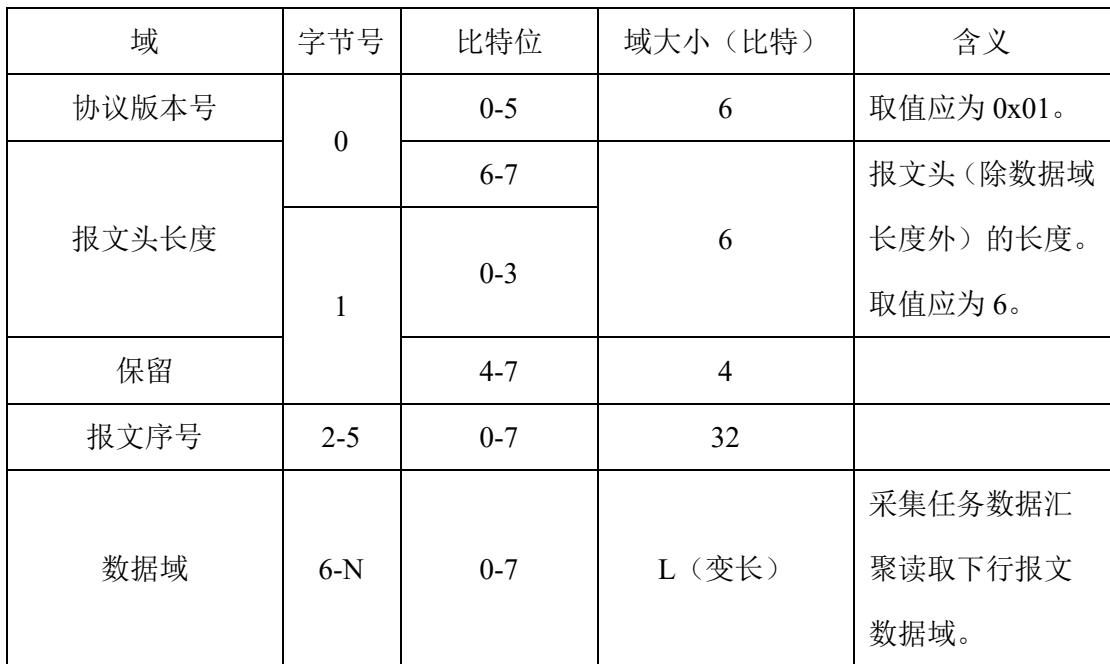 域 字节号 比特位 域大小（比特） 含义
协议版本号 0 0-5 6 取值应为 0x01。
报文头长度 6-7 6 报文头（除数据域
长度外）的长度。
取值应为 6。
1 0-3
保留 4-7 4
报文序号 2-5 0-7 32
数据域 6-N 0-7 L（变长） 采集任务数据汇
聚读取下行报文
数据域。